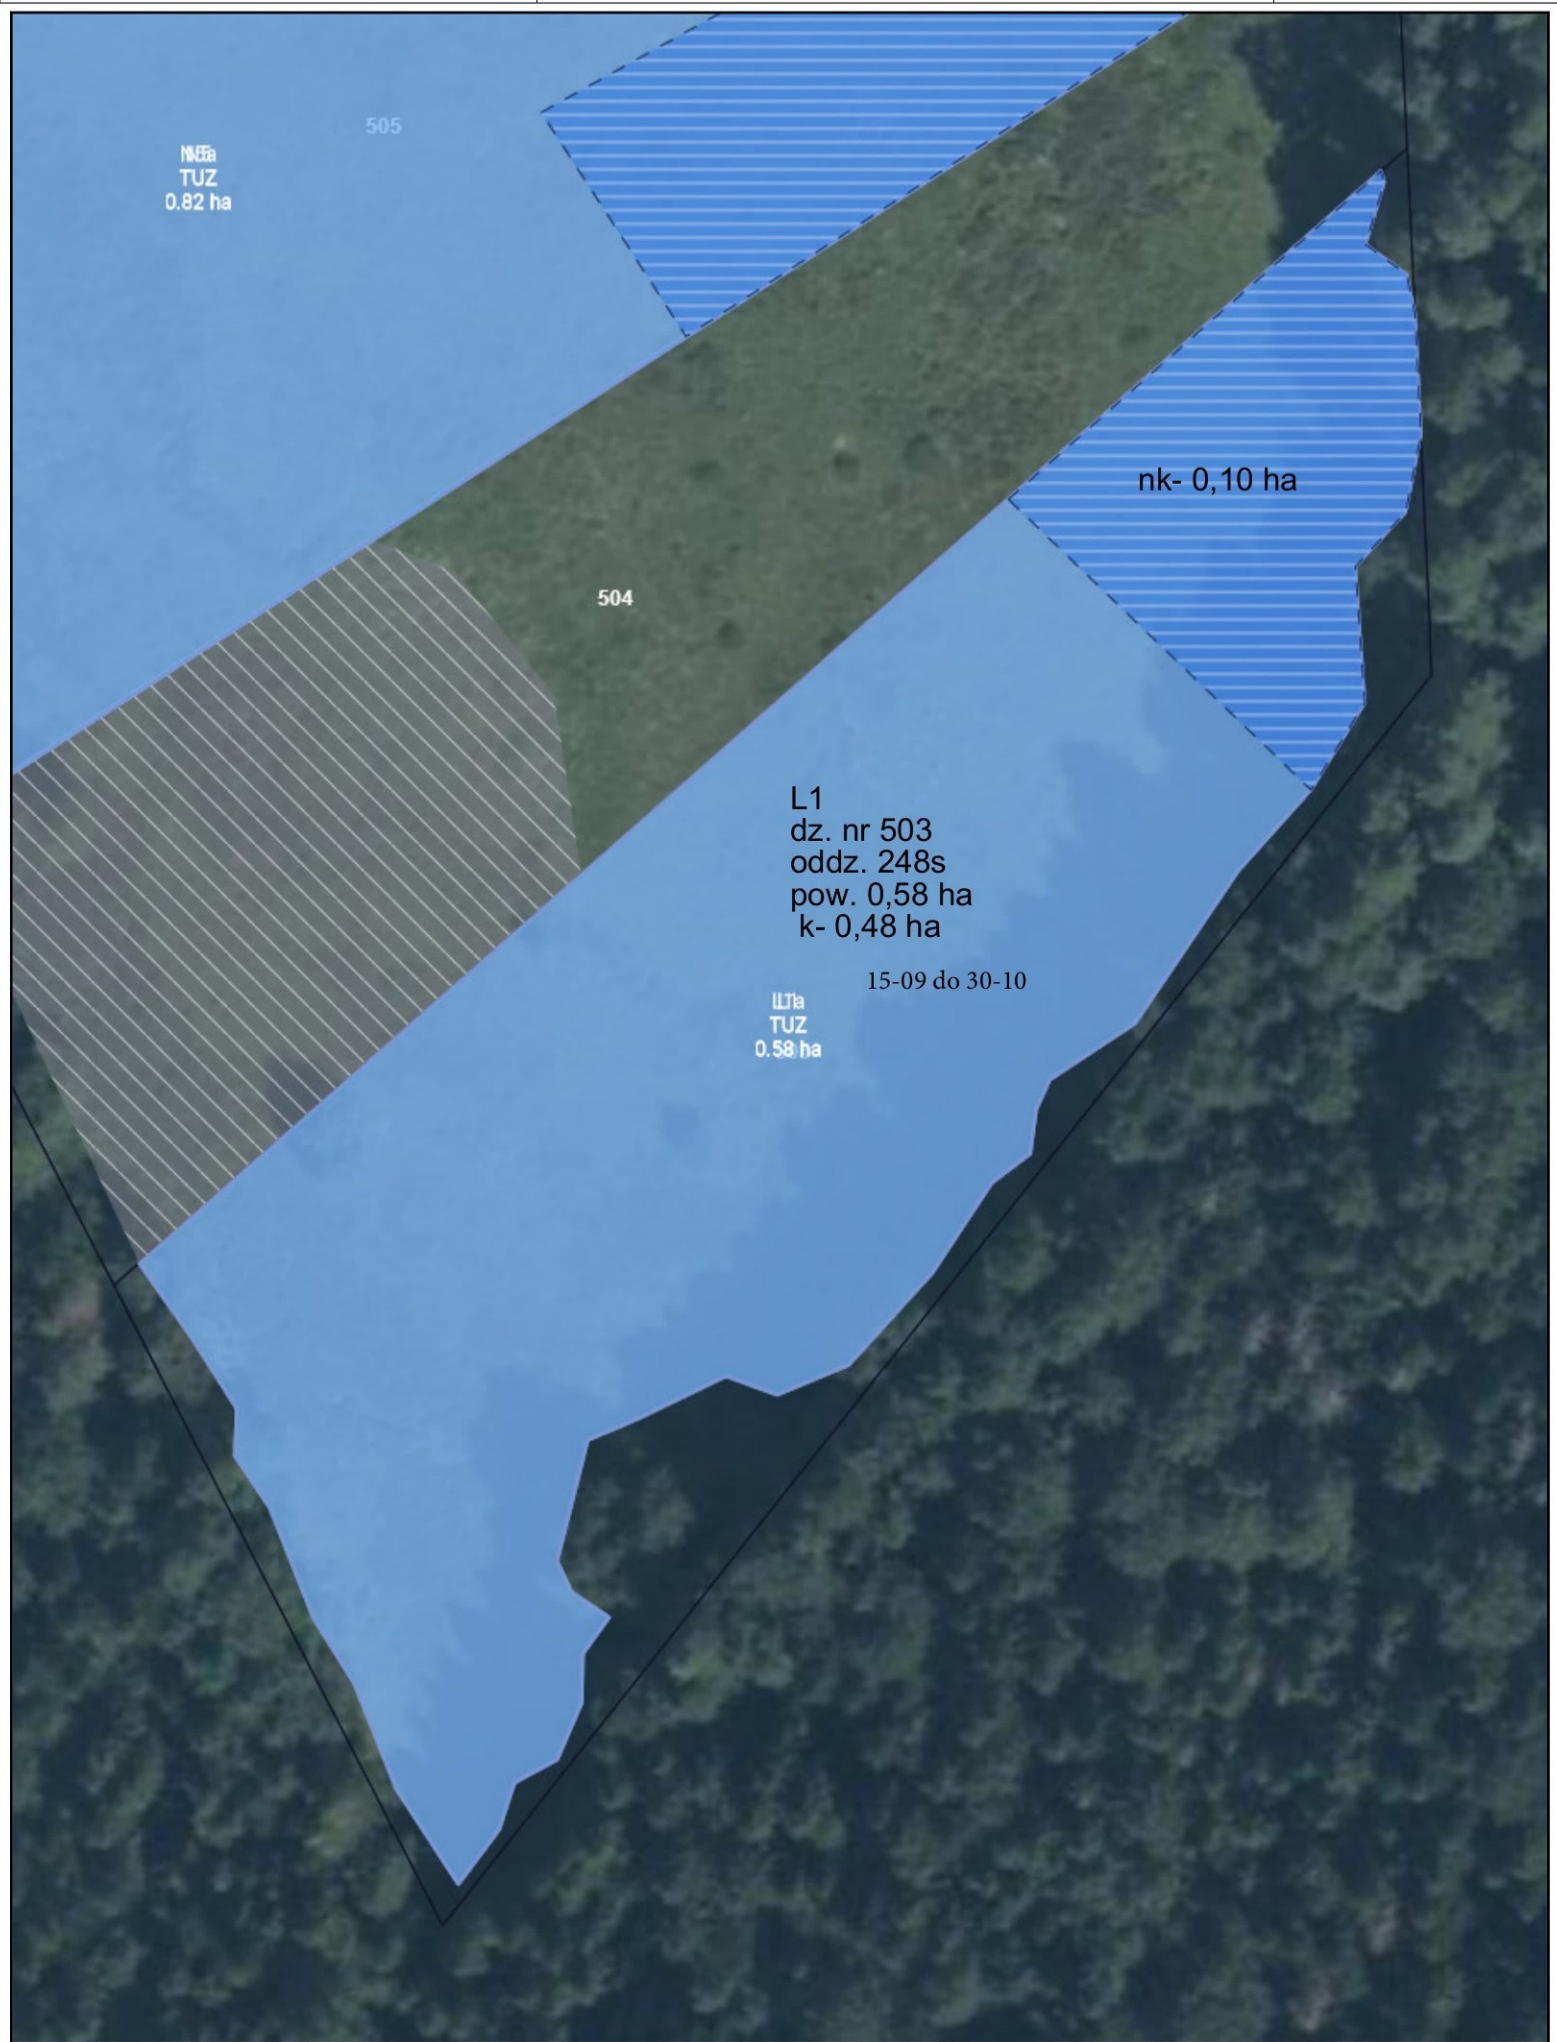 505
TUZ
0.82 ha
nk- 0,10 ha
504
L1
dz. nr 503
oddz. 248s
pow. 0,58 ha
k- 0,48 ha
15-09 do 30-10
TUZ
0.58 ha